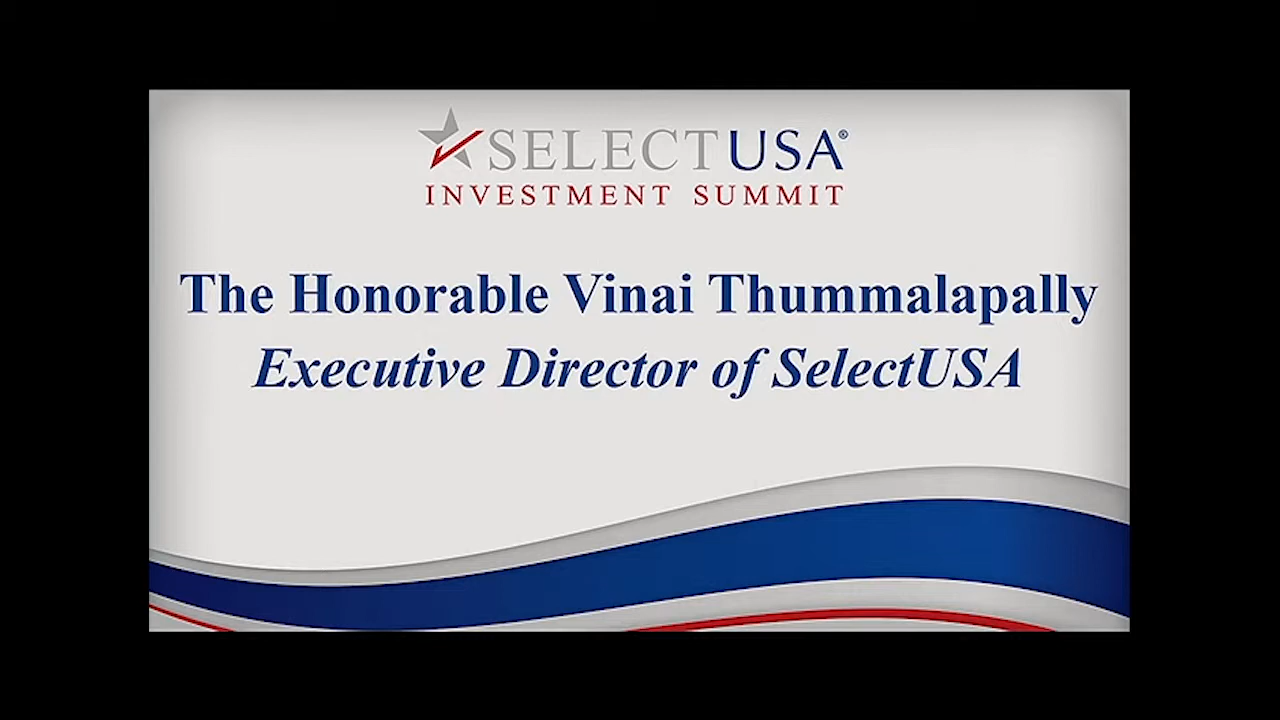 SELECTUSA®
INVESTMENT SUMMIT
The Honorable Vinai Thummalapally
Executive Director of SelectUSA